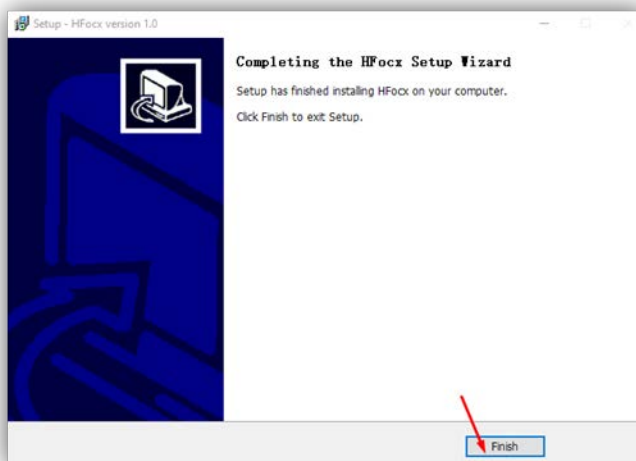 Setup - HFocx version 1.0
Completing the HFocx Setup Wizard
Setup has finished installing HFocx on your computer.
Click Finish to exit Setup.
Finish